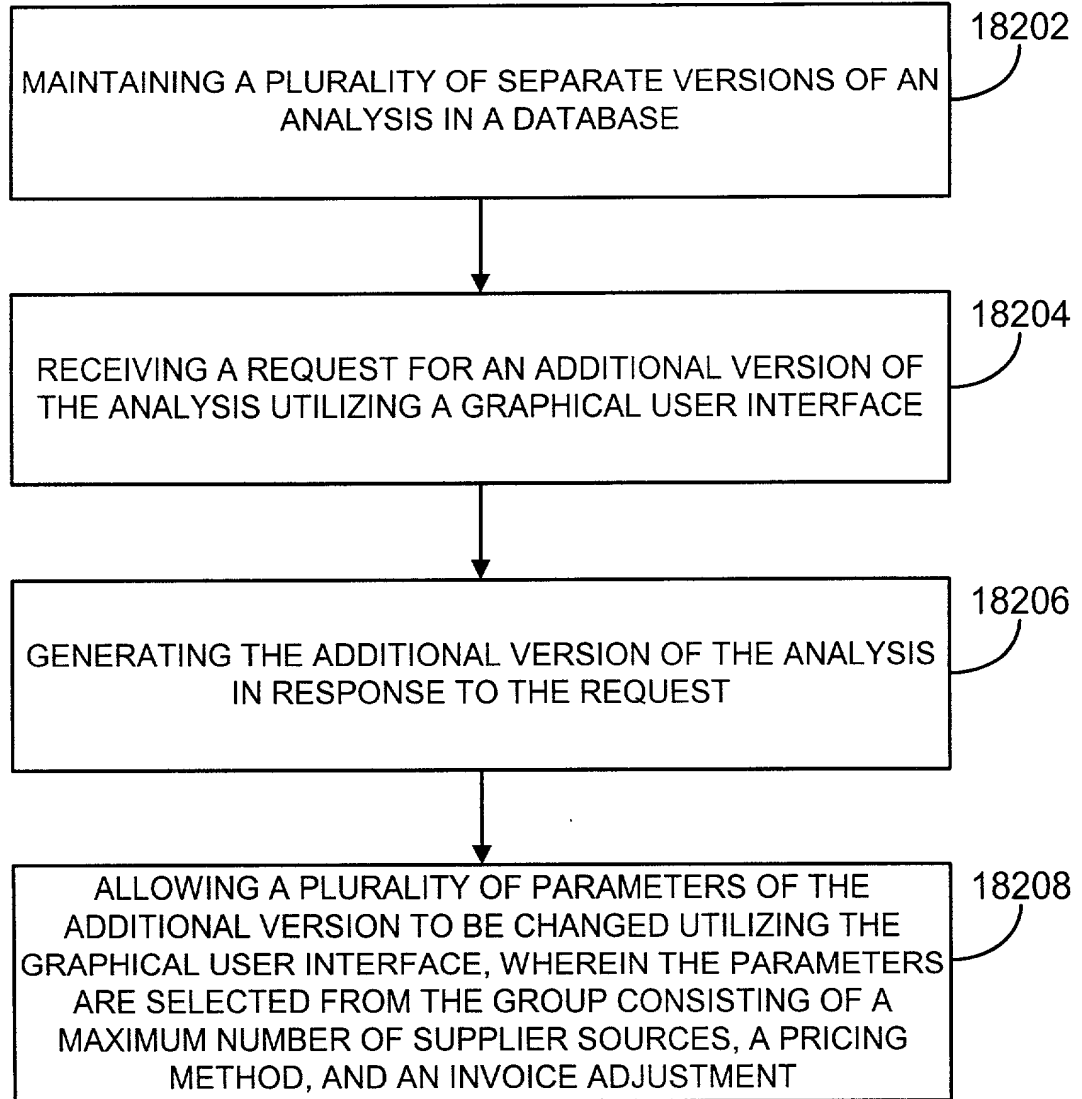 18202
MAINTAINING A PLURALITY OF SEPARATE VERSIONS OF AN
ANALYSIS IN A DATABASE
18204
RECEIVING A REQUEST FOR AN ADDITIONAL VERSION OF
THE ANALYSIS UTILIZING A GRAPHICAL USER INTERFACE
18206
GENERATING THE ADDITIONAL VERSION OF THE ANALYSIS
IN RESPONSE TO THE REQUEST
18208
ALLOWING A PLURALITY OF PARAMETERS OF THE
ADDITIONAL VERSION TO BE CHANGED UTILIZING THE
GRAPHICAL USER INTERFACE, WHEREIN THE PARAMETERS
ARE SELECTED FROM THE GROUP CONSISTING OF A
MAXIMUM NUMBER OF SUPPLIER SOURCES, A PRICING
METHOD, AND AN INVOICE ADJUSTMENT